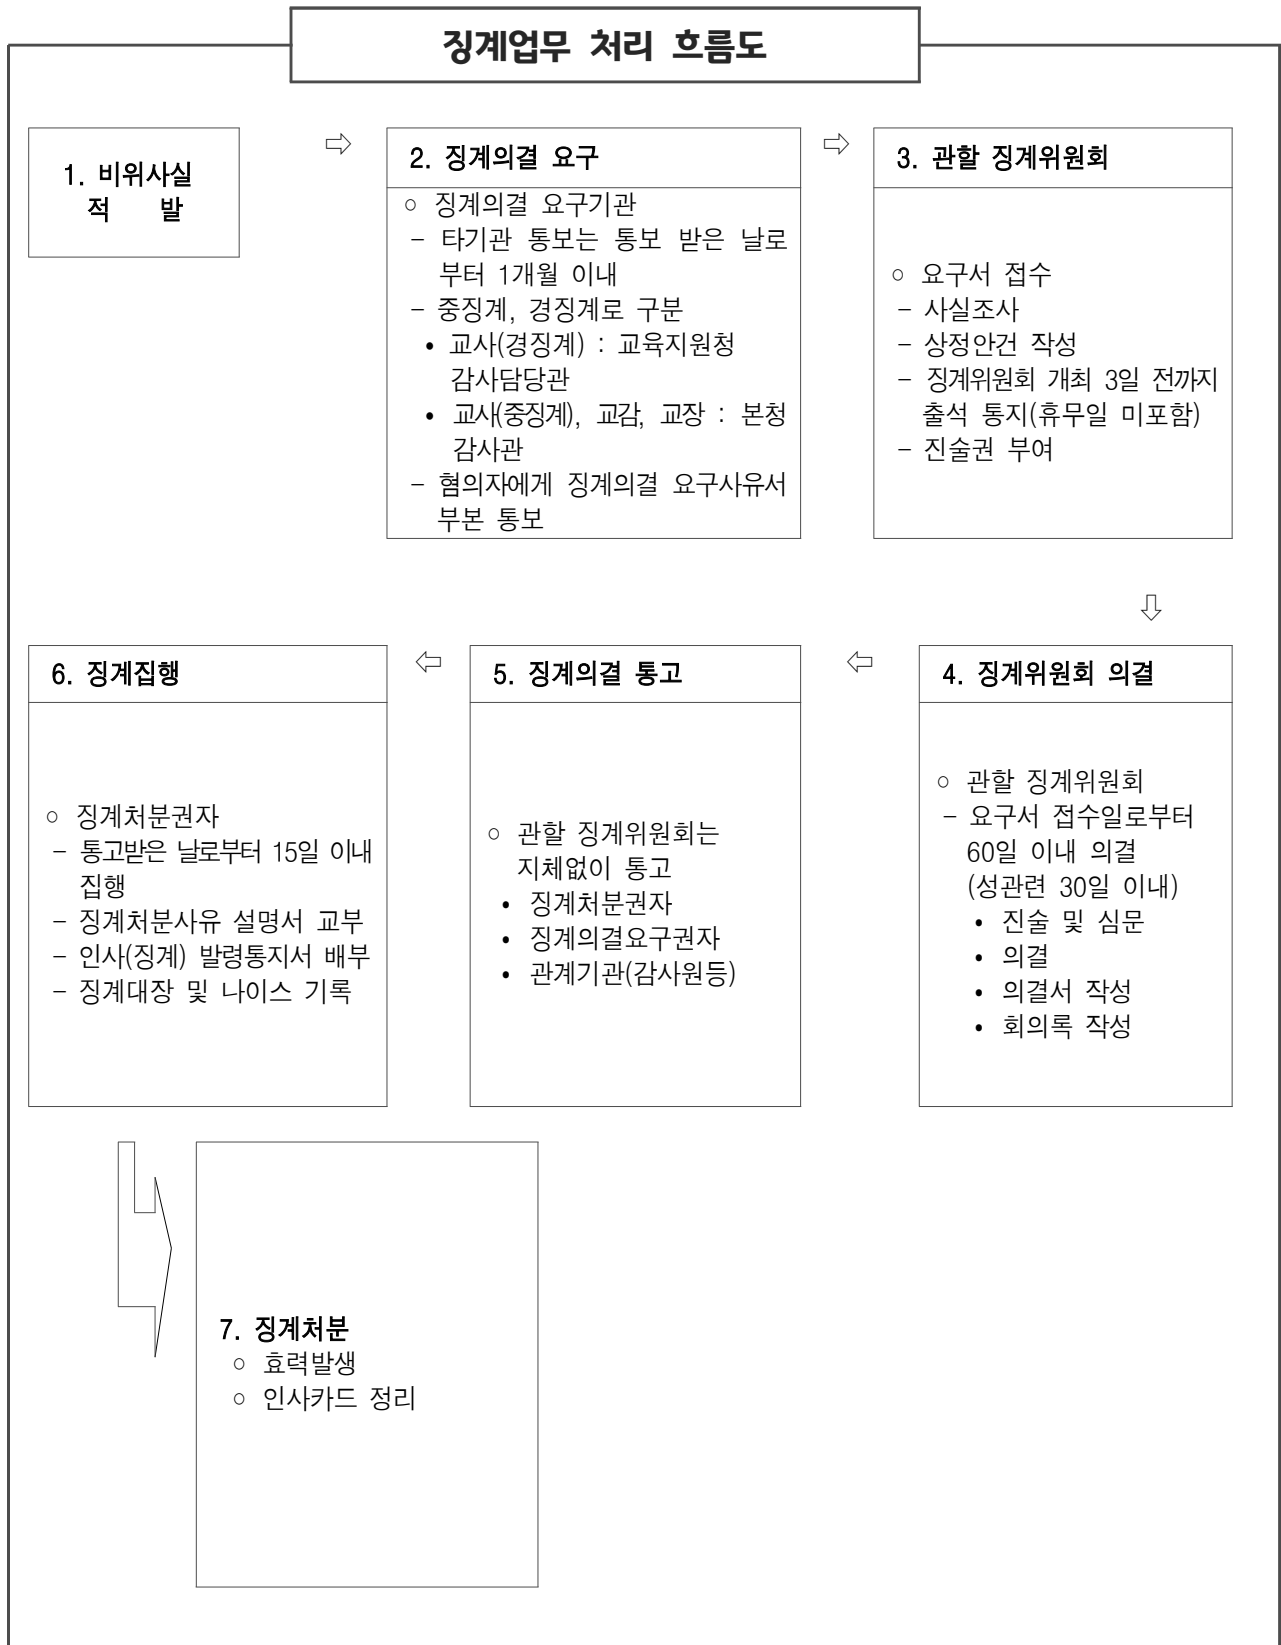 징계업무 처리 흐름도
1. 비위사실
적 발
⇨
2. 징계의결 요구
○ 징계의결 요구기관
- 타기관 통보는 통보 받은 날로
부터 1개월 이내
- 중징계, 경징계로 구분
• 교사(경징계) : 교육지원청
감사담당관
• 교사(중징계), 교감, 교장 : 본청
감사관
- 혐의자에게 징계의결 요구사유서
부본 통보
⇨
3. 관할 징계위원회
○ 요구서 접수
- 사실조사
- 상정안건 작성
- 징계위원회 개최 3일 전까지
출석 통지(휴무일 미포함)
- 진술권 부여
⇩
4. 징계위원회 의결
○ 관할 징계위원회
- 요구서 접수일로부터
60일 이내 의결
(성관련 30일 이내)
• 진술 및 심문
• 의결
• 의결서 작성
• 회의록 작성
⇦
5. 징계의결 통고
○ 관할 징계위원회는
지체없이 통고
• 징계처분권자
• 징계의결요구권자
• 관계기관(감사원등)
⇦
6. 징계집행
○ 징계처분권자
- 통고받은 날로부터 15일 이내
집행
- 징계처분사유 설명서 교부
- 인사(징계) 발령통지서 배부
- 징계대장 및 나이스 기록
7. 징계처분
○ 효력발생
○ 인사카드 정리